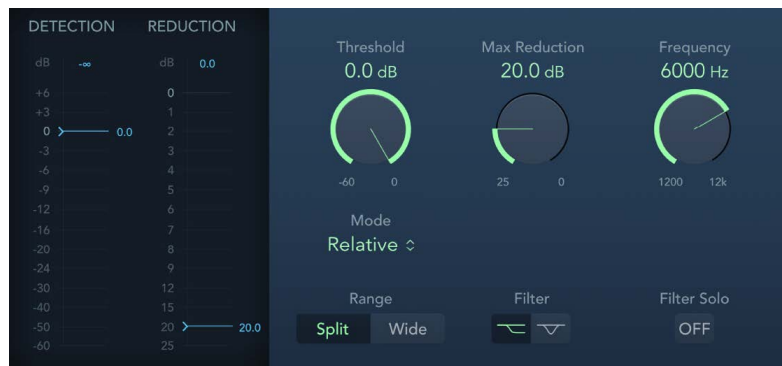 DETECTION REDUCTION
dB -∞ dB 0.0
+6 0
+3 1
0 0.0 2
-3 3
-6 4
-9 5
-12 6
-16 7
-20 8
-24 9
-30 12
-40 15
-50 20 20.0
-60 25
Threshold Max Reduction Frequency
0.0 dB 20.0 dB 6000 Hz
-60 0 25 0 1200 12k
Mode
Relative
Range Filter Filter Solo
Split Wide OFF